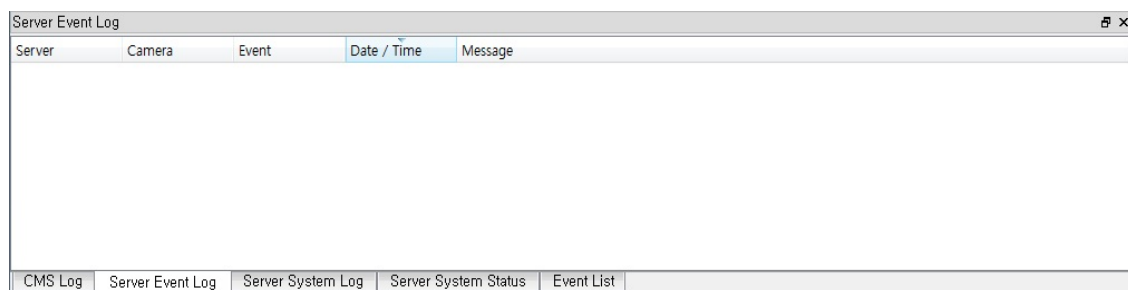 Server Event Log
Server Camera Event Date / Time Message
CMS Log Server Event Log Server System Log Server System Status Event List